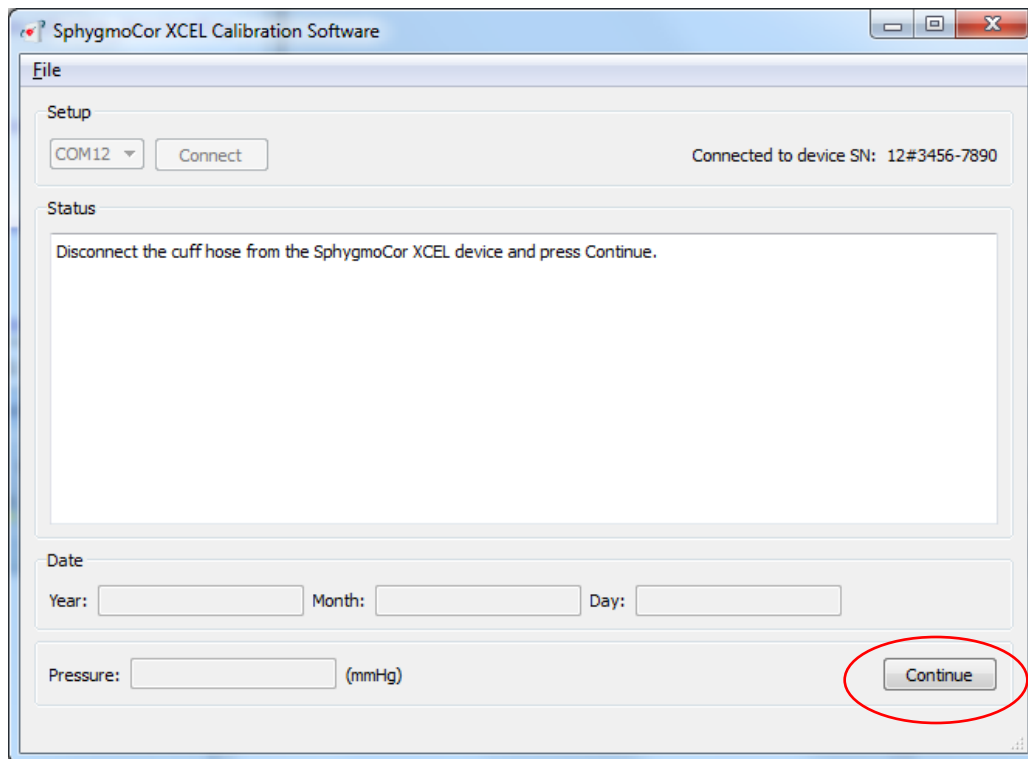 SphygmoCor XCEL Calibration Software
File
Setup
COM12 Connect Connected to device SN: 12#3456-7890
Status
Disconnect the cuff hose from the SphygmoCor XCEL device and press Continue.
Date
Year: Month: Day:
Pressure: (mmHg) Continue